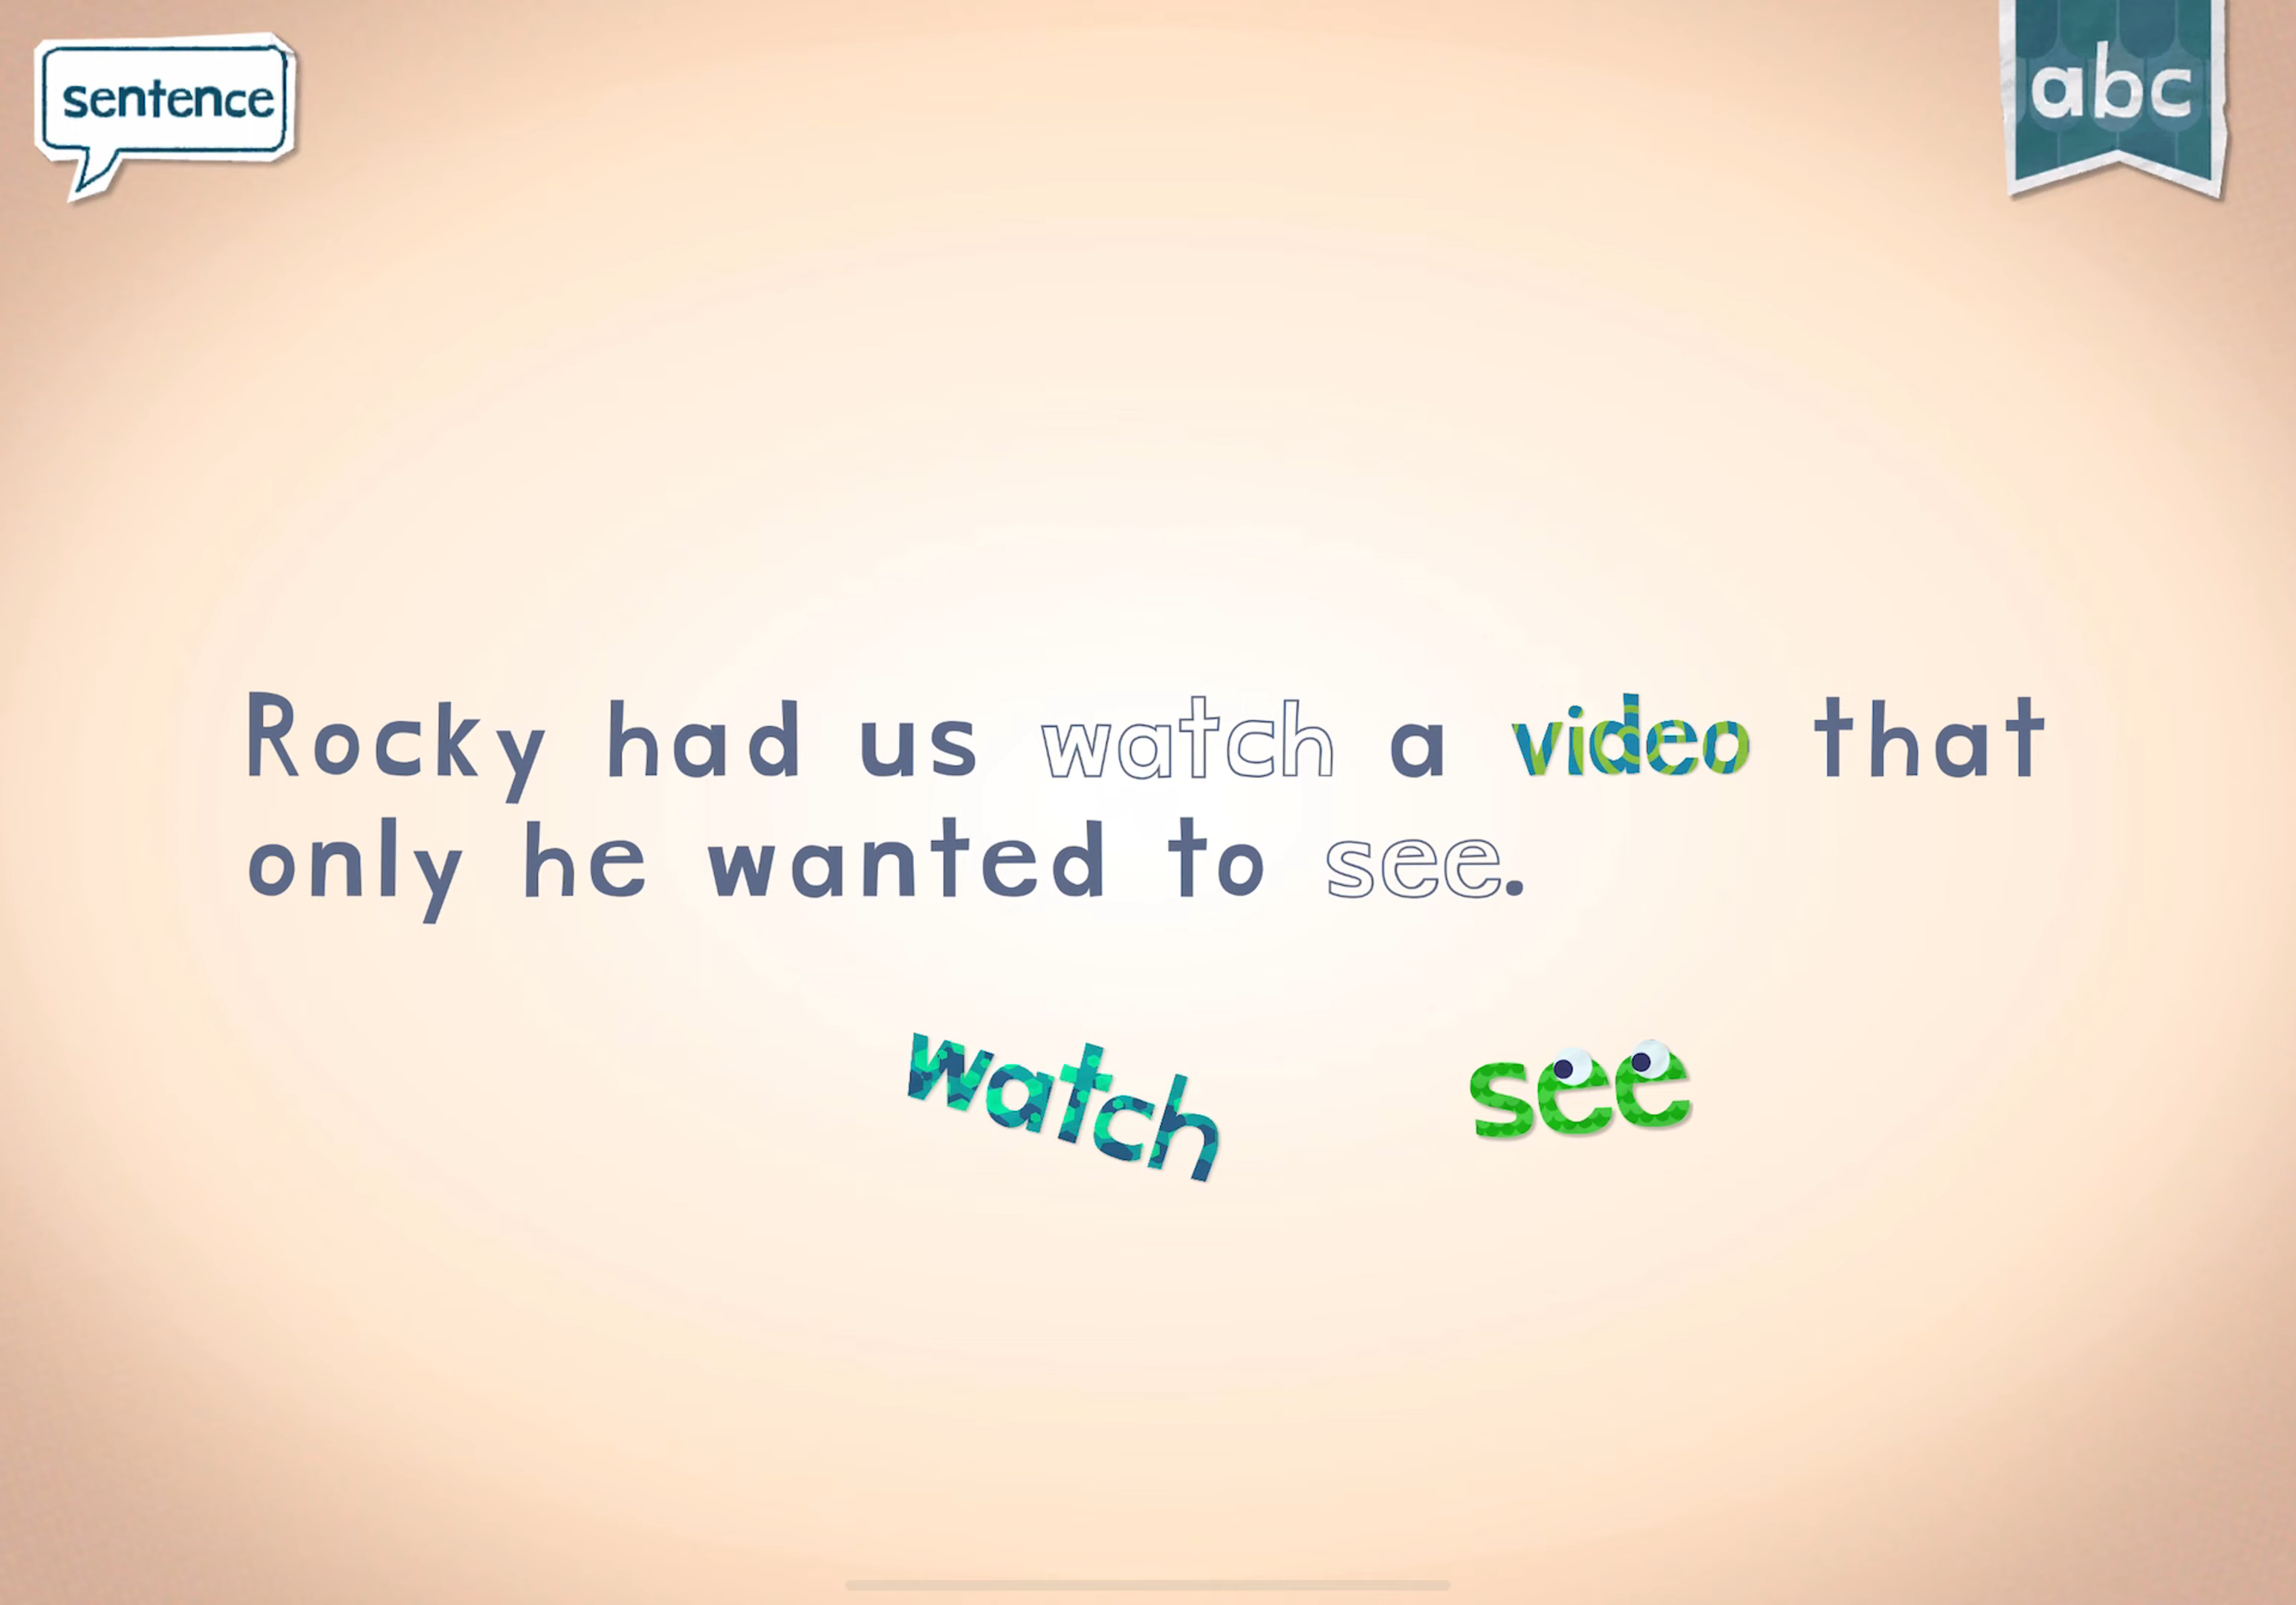 sentence
abc
Rocky had us watch a video that
only he wanted to see.
watch see